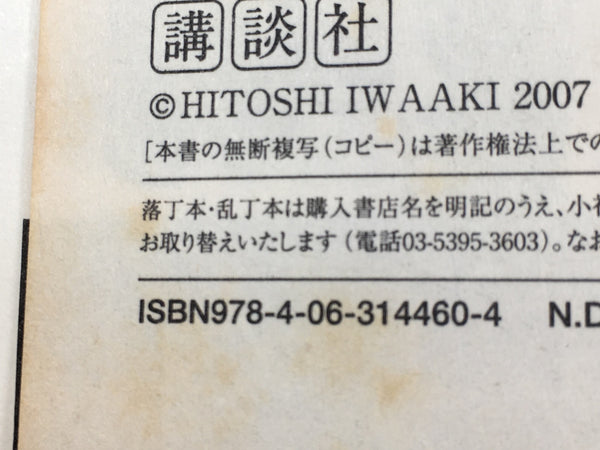 講談社
©HITOSHI IWAAKI 2007
[本書の無断複写(コピー)は著作権法上での
落丁本・乱丁本は購入書店名を明記のうえ、小社
お取り替えいたします(電話03-5395-3603)。なお
ISBN978-4-06-314460-4 N.D